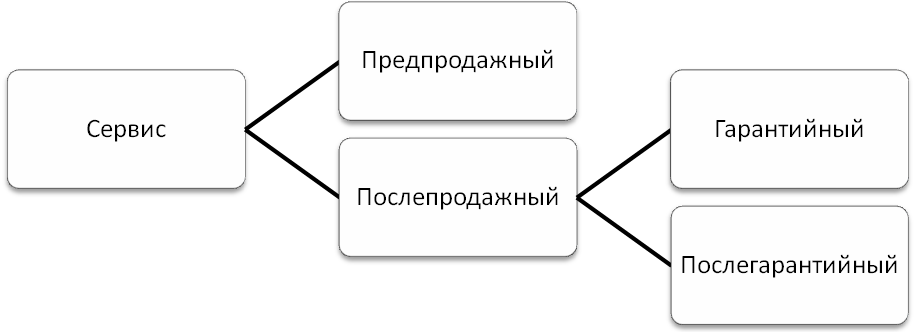 Сервис
Предпродажный
Послепродажный
Гарантийный
Послегарантийный